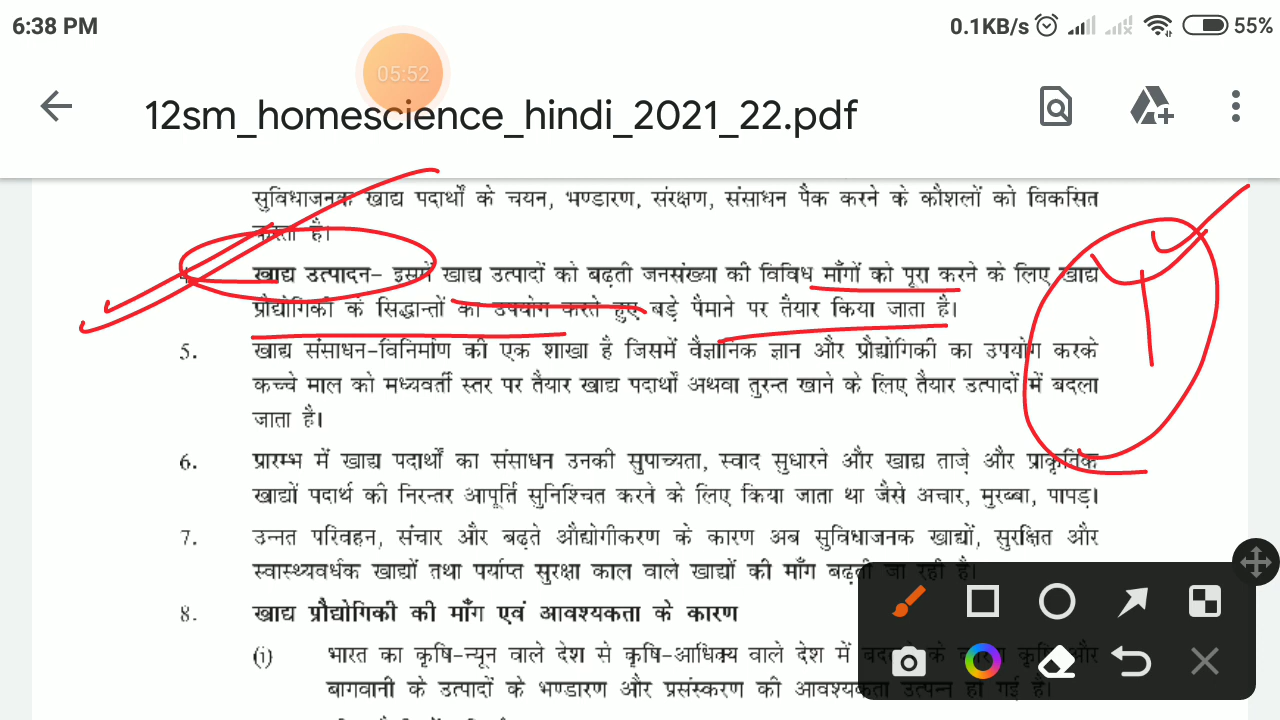 6:38 PM
0.1KB/s
55%
05:52
12sm_homescience_hindi_2021_22.pdf
सुविधाजनक खाद्य पदार्थों के चयन, भण्डारण, संरक्षण, संसाधन पैक करने के कौशलों को विकसित
करता है।
4. खाद्य उत्पादन- इसमें खाद्य उत्पादों को बढ़ती जनसंख्या की विविध माँगों को पूरा करने के लिए खाद्य
प्रौद्योगिकी के सिद्धान्तों का उपयोग करते हुए बड़े पैमाने पर तैयार किया जाता है।
5. खाद्य संसाधन-विनिर्माण की एक शाखा है जिसमें वैज्ञानिक ज्ञान और प्रौद्योगिकी का उपयोग करके
कच्चे माल को मध्यवर्ती स्तर पर तैयार खाद्य पदार्थों अथवा तुरन्त खाने के लिए तैयार उत्पादों में बदला
जाता है।
6. प्रारम्भ में खाद्य पदार्थों का संसाधन उनकी सुपाच्यता, स्वाद सुधारने और खाद्य ताज़े और प्राकृतिक
खाद्यों पदार्थ की निरन्तर आपूर्ति सुनिश्चित करने के लिए किया जाता था जैसे अचार, मुरब्बा, पापड़।
7. उन्नत परिवहन, संचार और बढ़ते औद्योगीकरण के कारण अब सुविधाजनक खाद्यों, सुरक्षित और
स्वास्थ्यवर्धक खाद्यों तथा पर्याप्त सुरक्षा काल वाले खाद्यों की माँग बढ़ती जा रही है।
8. खाद्य प्रौद्योगिकी की माँग एवं आवश्यकता के कारण
(i) भारत का कृषि-न्यून वाले देश से कृषि-आधिक्य वाले देश में बदलने के कारण कृषि और
बागवानी के उत्पादों के भण्डारण और प्रसंस्करण की आवश्यकता उत्पन्न हो गई है।